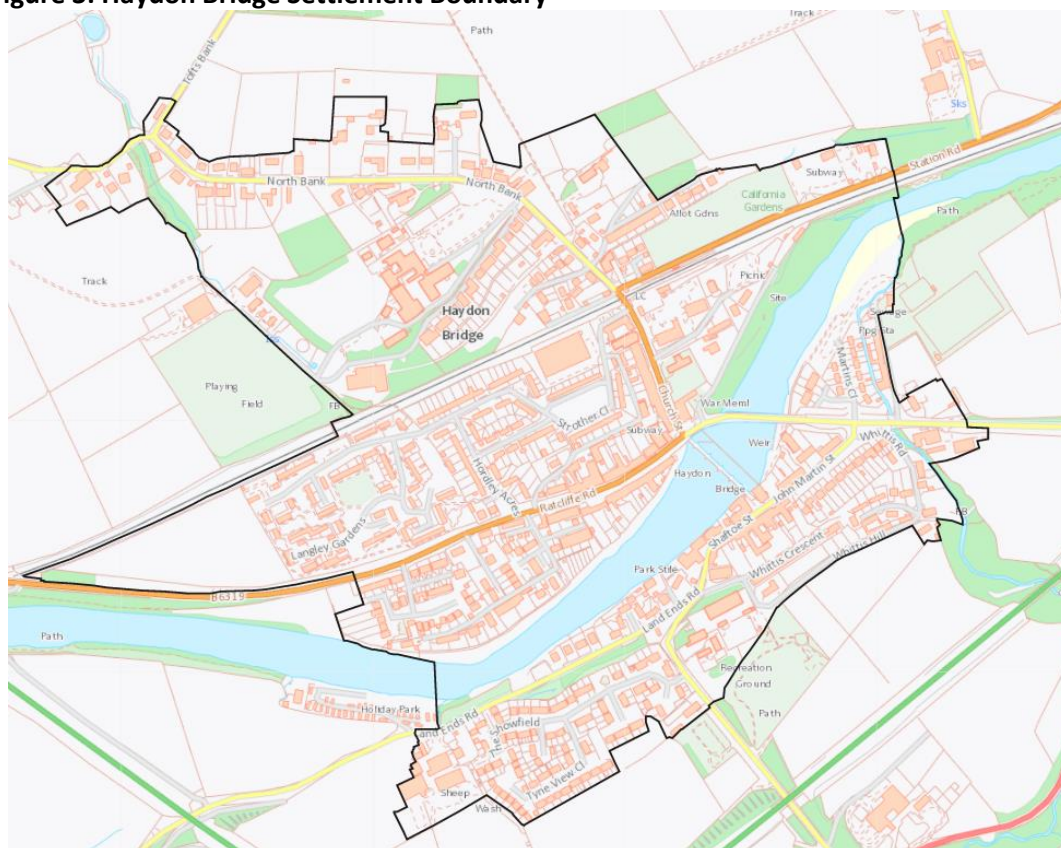 Haydon Bridge Settlement Boundary
Path
Track
Tofts Bank
Sks
Station Rd
North Bank
North Bank
Subway
California
Gardens
Allot Gdns
Path
Track
Picnic
Site
LC
Haydon
Bridge
Sewage
Ppg Sta
Martins Cl
Playing
Field
FB
Strother Cl
Church St
War Meml
Subway
Weir
Whittis Rd
Hordley Acres
Haydon
Bridge
John Martin St
Ratcliffe Rd
Langley Gardens
Shaftoe St
FB
Whittis Crescent
Whittis Hill
Park Stile
B6319
Land Ends Rd
Path
Recreation
Ground
Holiday Park
Land Ends Rd
The Showfield
Path
Tyne View Cl
Sheep
Wash